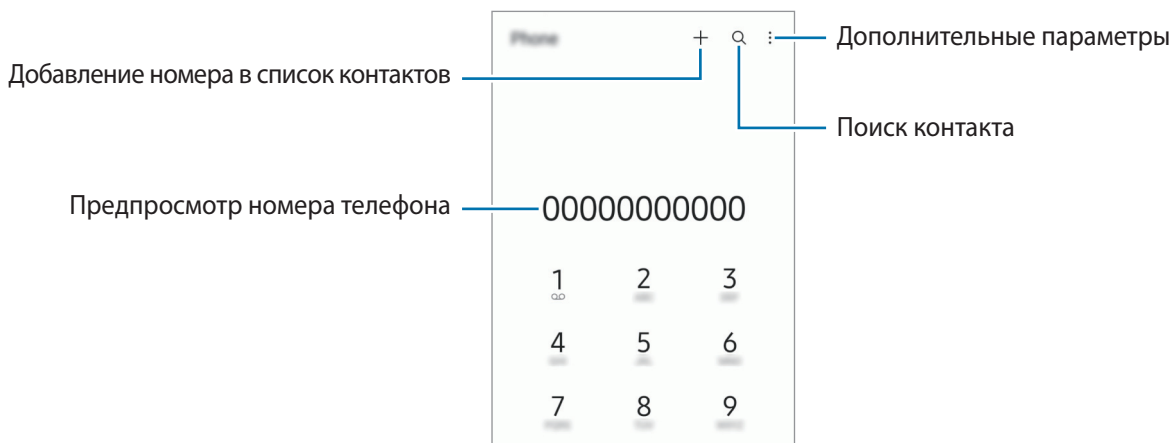 Phone
Дополнительные параметры
Добавление номера в список контактов
Поиск контакта
Предпросмотр номера телефона
00000000000
1 2 3
4 5 6
7 8 9